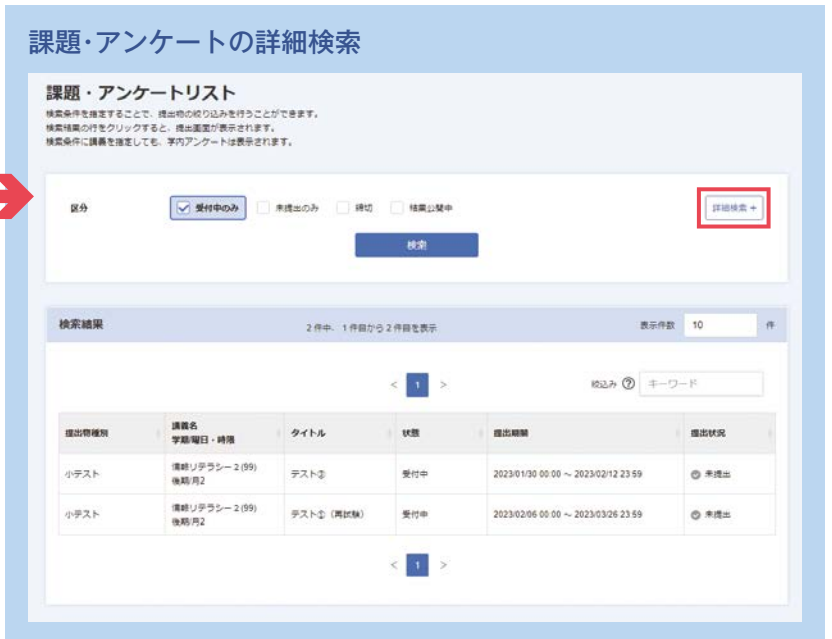 課題・アンケートの詳細検索
課題・アンケートリスト
検索条件を指定することで、提出物の絞り込みを行うことができます。
検索結果の行をクリックすると、提出画面が表示されます。
検索条件に講義を指定しても、学内アンケートは表示されます。
区分 受付中のみ 未提出のみ 締切 結果公開中 詳細検索 +
検索
検索結果 2 件中、 1 件目から 2 件目を表示 表示件数 10 件
< 1 > 絞込み ? キーワード
提出物種別 講義名 学期/曜日・時限 タイトル 状態 提出期間 提出状況
小テスト 情報リテラシー 2 (99) 後期/月2 テスト② 受付中 2023/01/30 00:00 ~ 2023/02/12 23:59 未提出
小テスト 情報リテラシー 2 (99) 後期/月2 テスト① (再試験) 受付中 2023/02/06 00:00 ~ 2023/03/26 23:59 未提出
< 1 >